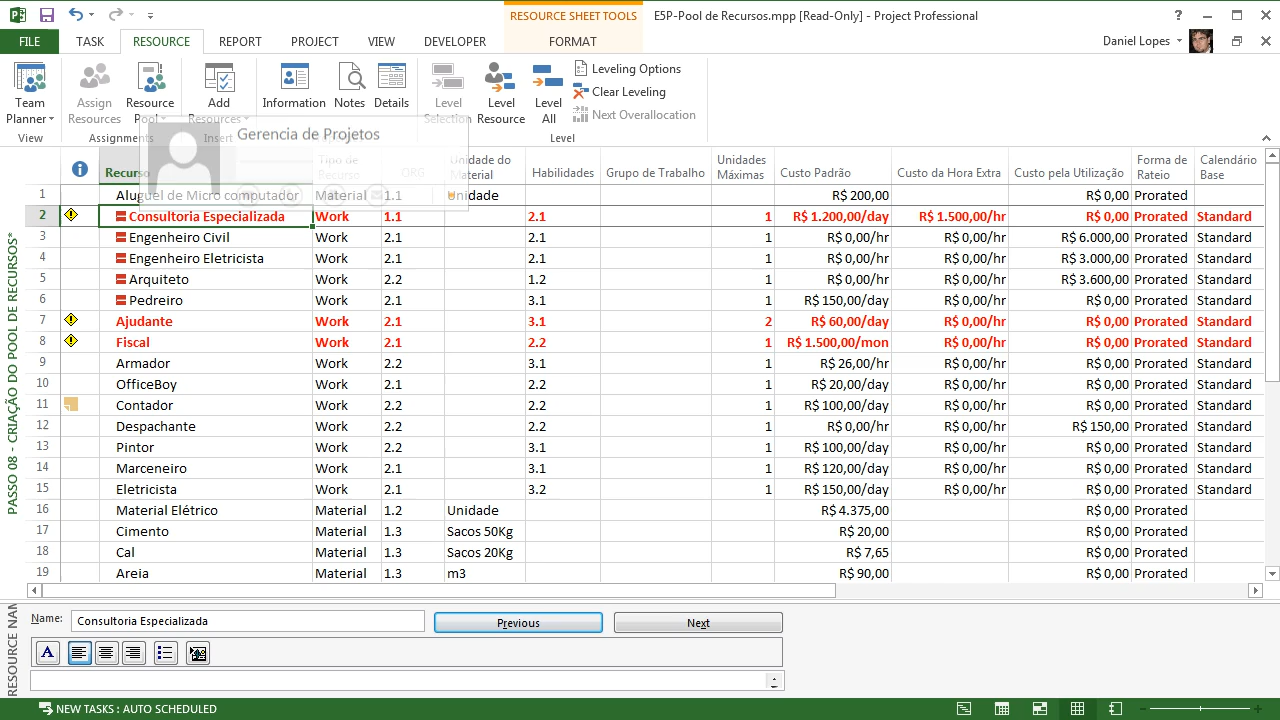 RESOURCE SHEET TOOLS
E5P-Pool de Recursos.mpp [Read-Only] - Project Professional
FILE TASK RESOURCE REPORT PROJECT VIEW DEVELOPER FORMAT
Daniel Lopes
Team Planner
Assign Resources
Resource Pool
Add Resources
Information
Notes
Details
Level Selection
Level Resource
Level All
Leveling Options
Clear Leveling
Next Overallocation
View
Assignments
Insert
Level
Gerencia de Projetos
Recurso Tipo de Recurso ORG Unidade do Material Habilidades Grupo de Trabalho Unidades Máximas Custo Padrão Custo da Hora Extra Custo pela Utilização Forma de Rateio Calendário Base
1 Aluguel de Micro computador Material 1.1 Unidade R$ 200,00 R$ 0,00 Prorated
2 Consultoria Especializada Work 1.1 2.1 1 R$ 1.200,00/day R$ 1.500,00/hr R$ 0,00 Prorated Standard
3 Engenheiro Civil Work 2.1 2.1 1 R$ 0,00/hr R$ 0,00/hr R$ 6.000,00 Prorated Standard
4 Engenheiro Eletricista Work 2.1 2.1 1 R$ 0,00/hr R$ 0,00/hr R$ 3.000,00 Prorated Standard
5 Arquiteto Work 2.2 1.2 1 R$ 0,00/hr R$ 0,00/hr R$ 3.600,00 Prorated Standard
6 Pedreiro Work 2.1 3.1 1 R$ 150,00/day R$ 0,00/hr R$ 0,00 Prorated Standard
7 Ajudante Work 2.1 3.1 2 R$ 60,00/day R$ 0,00/hr R$ 0,00 Prorated Standard
8 Fiscal Work 2.1 2.2 1 R$ 1.500,00/mon R$ 0,00/hr R$ 0,00 Prorated Standard
9 Armador Work 2.2 3.1 1 R$ 26,00/hr R$ 0,00/hr R$ 0,00 Prorated Standard
10 OfficeBoy Work 2.1 2.2 1 R$ 20,00/day R$ 0,00/hr R$ 0,00 Prorated Standard
11 Contador Work 2.2 2.2 1 R$ 100,00/day R$ 0,00/hr R$ 0,00 Prorated Standard
12 Despachante Work 2.2 2.2 1 R$ 0,00/hr R$ 0,00/hr R$ 150,00 Prorated Standard
13 Pintor Work 2.2 3.1 1 R$ 100,00/day R$ 0,00/hr R$ 0,00 Prorated Standard
14 Marceneiro Work 2.1 3.1 1 R$ 120,00/day R$ 0,00/hr R$ 0,00 Prorated Standard
15 Eletricista Work 2.1 3.2 1 R$ 150,00/day R$ 0,00/hr R$ 0,00 Prorated Standard
16 Material Elétrico Material 1.2 Unidade R$ 4.375,00 R$ 0,00 Prorated
17 Cimento Material 1.3 Sacos 50Kg R$ 20,00 R$ 0,00 Prorated
18 Cal Material 1.3 Sacos 20Kg R$ 7,65 R$ 0,00 Prorated
19 Areia Material 1.3 m3 R$ 90,00 R$ 0,00 Prorated
PASSO 08 - CRIAÇÃO DO POOL DE RECURSOS*
RESOURCE NAM
Name: Consultoria Especializada Previous Next
NEW TASKS : AUTO SCHEDULED